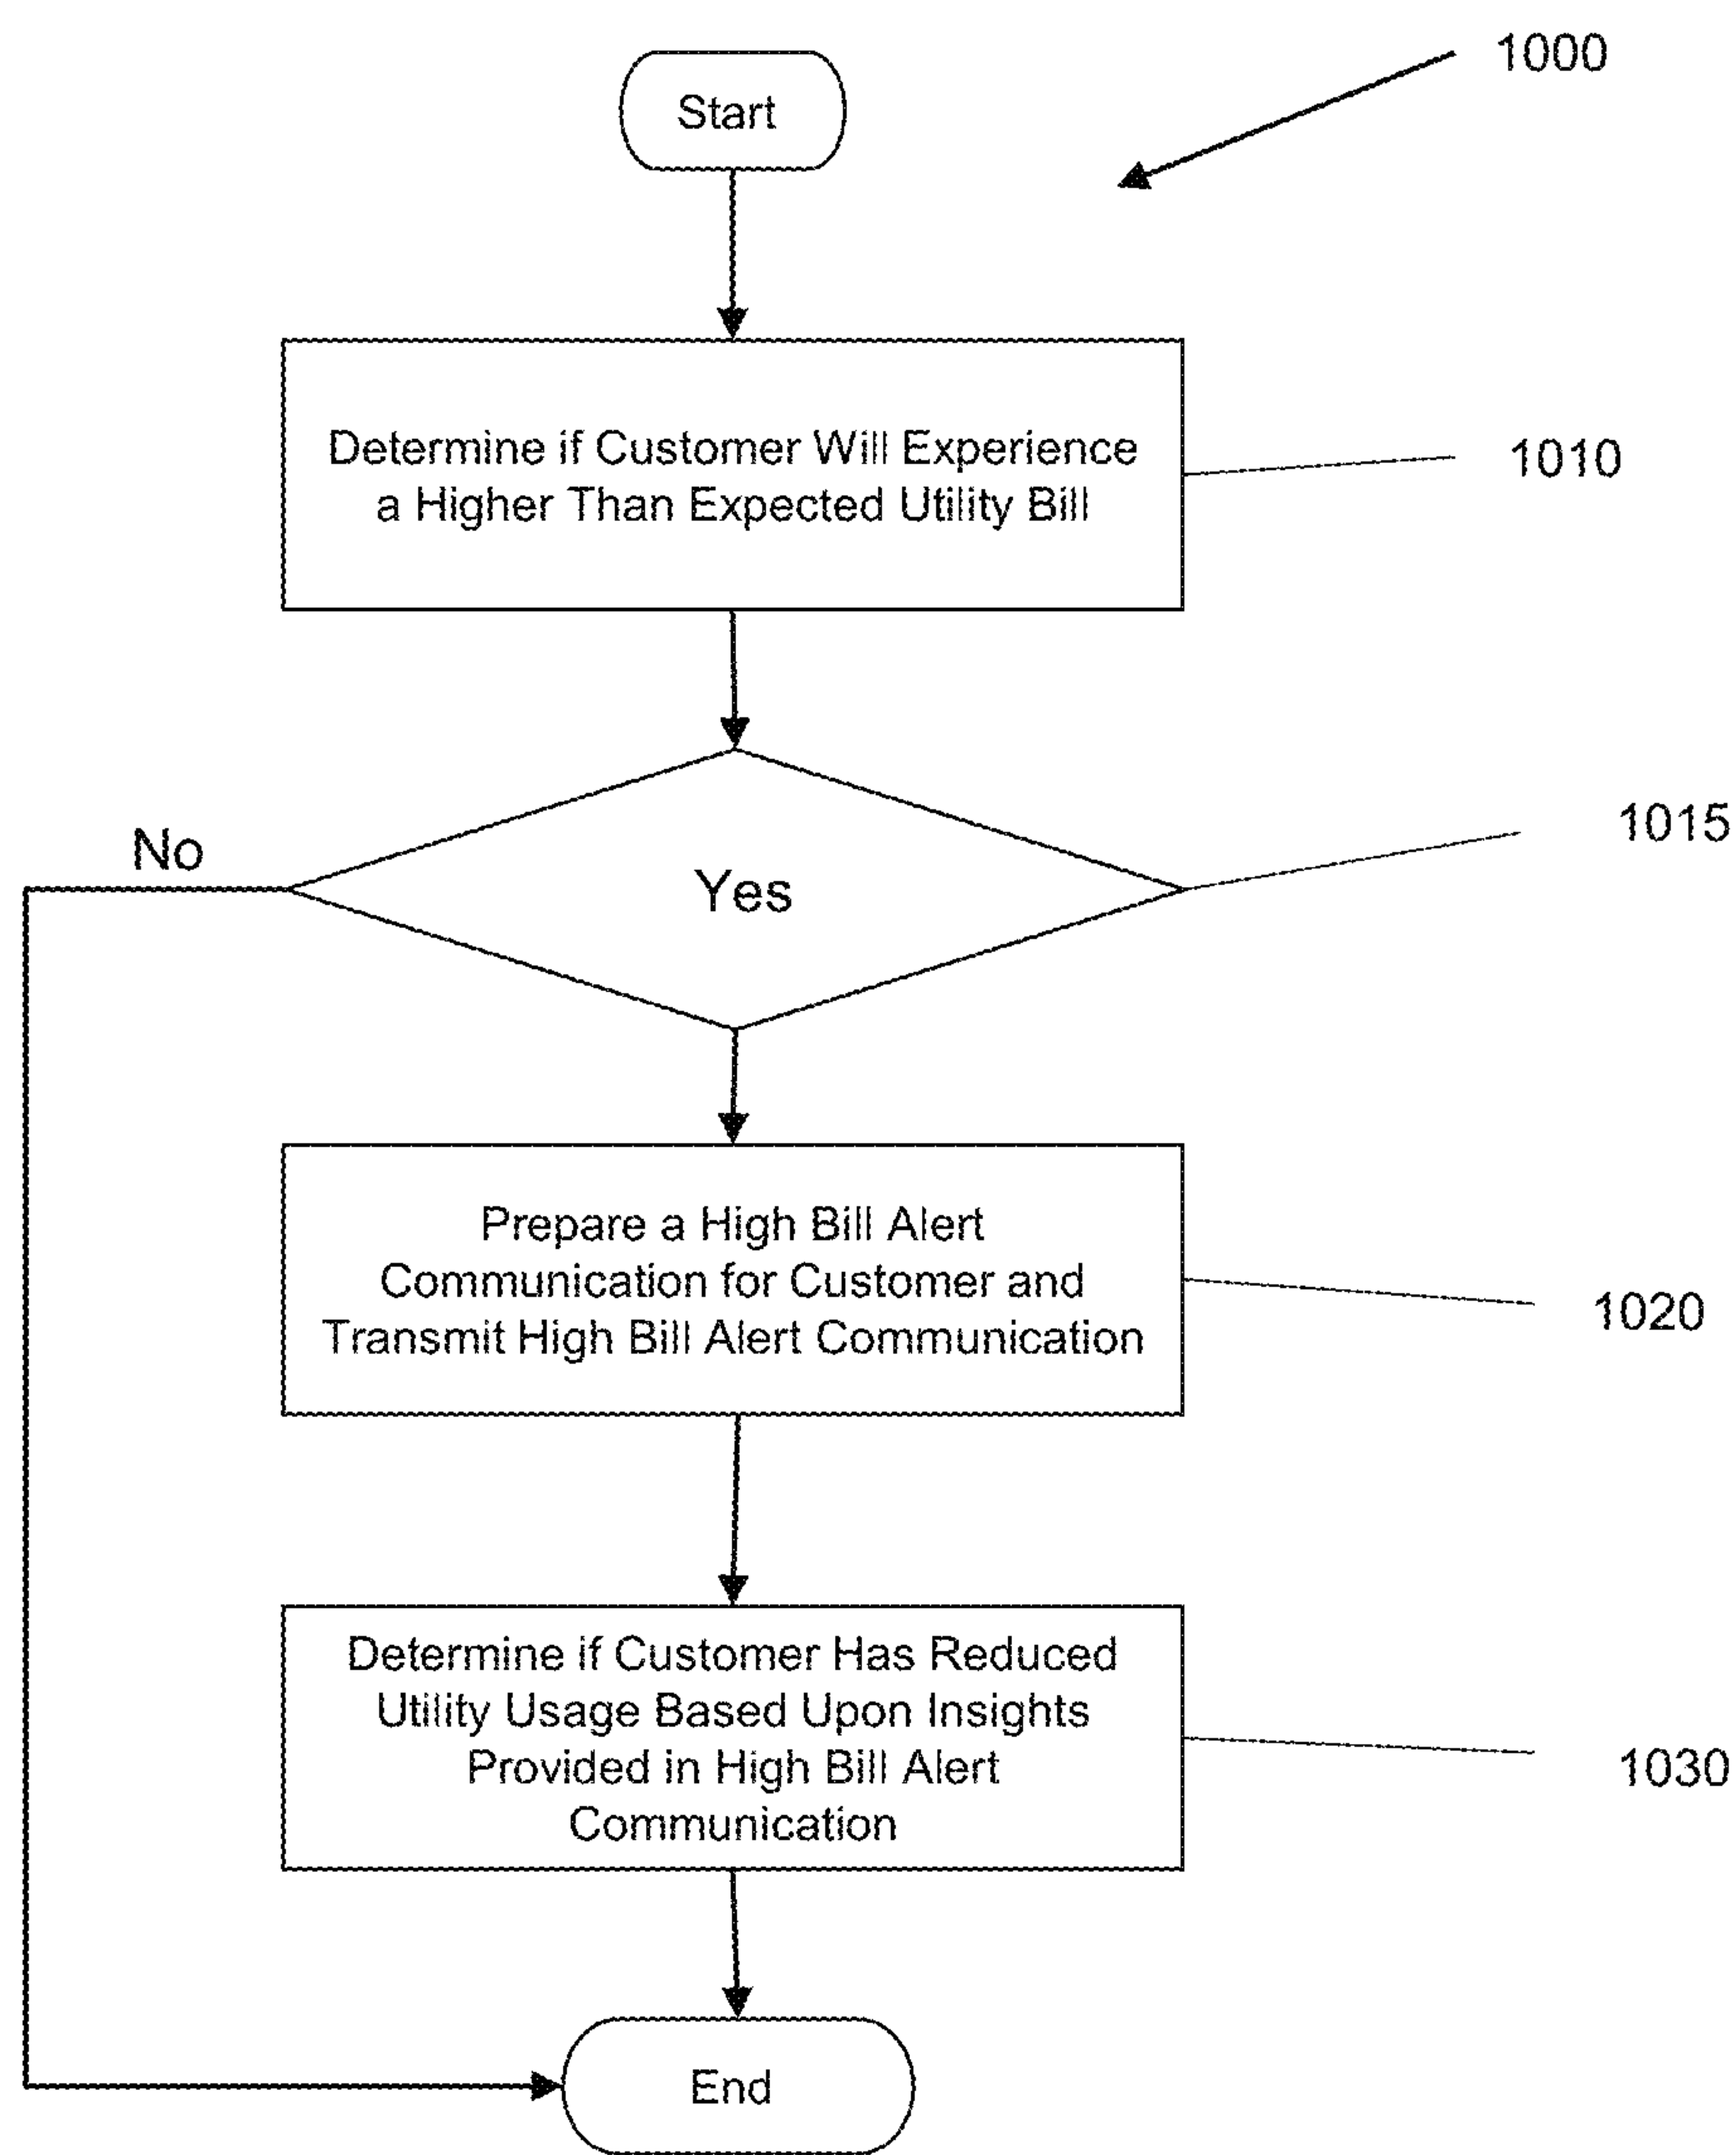 1000
Start
Determine if Customer Will Experience
a Higher Than Expected Utility Bill
1010
No
Yes
1015
Prepare a High Bill Alert
Communication for Customer and
Transmit High Bill Alert Communication
1020
Determine if Customer Has Reduced
Utility Usage Based Upon Insights
Provided in High Bill Alert
Communication
1030
End